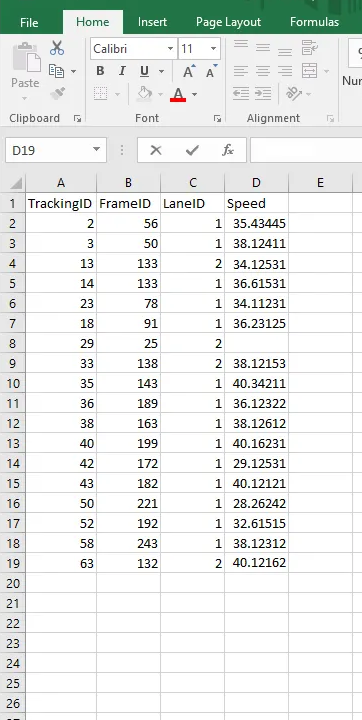 File Home Insert Page Layout Formulas
Calibri 11
Paste B I U A A A Nur
Clipboard Font Alignment
D19 fx
A B C D E
1 TrackingID FrameID LaneID Speed
2 2 56 1 35.43445
3 3 50 1 38.12411
4 13 133 2 34.12531
5 14 133 1 36.61531
6 23 78 1 34.11231
7 18 91 1 36.23125
8 29 25 2
9 33 138 2 38.12153
10 35 143 1 40.34211
11 36 189 1 36.12322
12 38 163 1 38.12612
13 40 199 1 40.16231
14 42 172 1 29.12531
15 43 182 1 40.12121
16 50 221 1 28.26242
17 52 192 1 32.61515
18 58 243 1 38.12312
19 63 132 2 40.12162
20
21
22
23
24
25
26